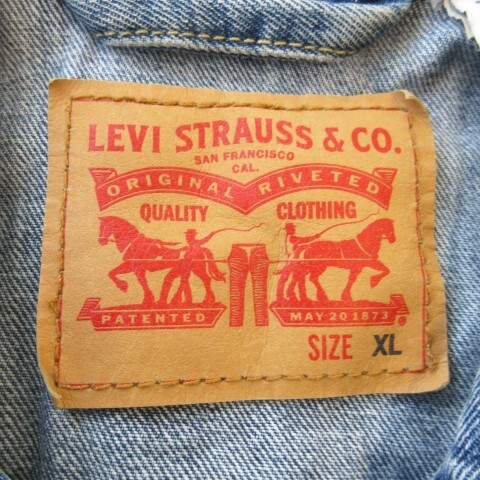 LEVI STRAUSS & CO.
SAN FRANCISCO
CAL.
ORIGINAL RIVETED
QUALITY CLOTHING
PATENTED MAY 20 1873
SIZE XL